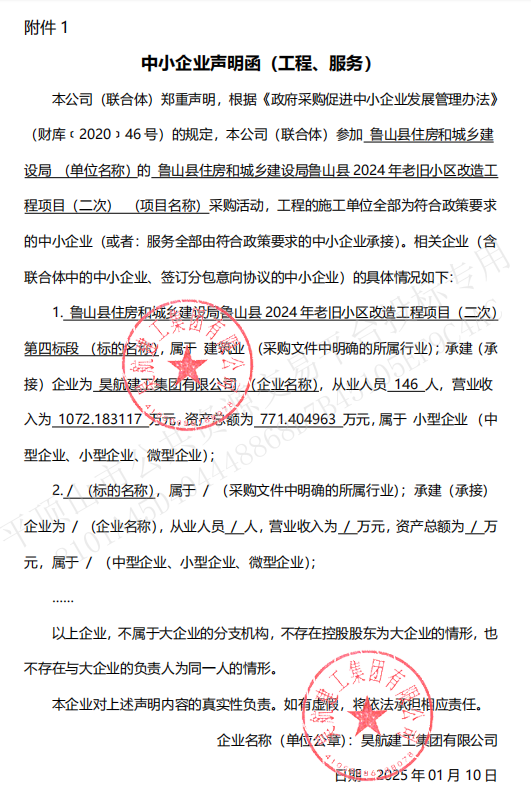 附件 1
中小企业声明函（工程、服务）
本公司（联合体）郑重声明，根据《政府采购促进中小企业发展管理办法》
（财库﹝2020﹞46号）的规定，本公司（联合体）参加 鲁山县住房和城乡建
设局 （单位名称）的 鲁山县住房和城乡建设局鲁山县 2024 年老旧小区改造工
程项目（二次） （项目名称）采购活动，工程的施工单位全部为符合政策要求
的中小企业（或者：服务全部由符合政策要求的中小企业承接）。相关企业（含
联合体中的中小企业、签订分包意向协议的中小企业）的具体情况如下：
1. 鲁山县住房和城乡建设局鲁山县 2024 年老旧小区改造工程项目（二次）
第四标段 （标的名称），属于 建筑业 （采购文件中明确的所属行业）；承建（承
接）企业为 昊航建工集团有限公司 （企业名称），从业人员 146 人，营业收
入为 1072.183117 万元，资产总额为 771.404963 万元，属于 小型企业 （中
型企业、小型企业、微型企业）；
2. / （标的名称），属于 / （采购文件中明确的所属行业）；承建（承接）
企业为 / （企业名称），从业人员 / 人，营业收入为 / 万元，资产总额为 / 万
元，属于 / （中型企业、小型企业、微型企业）；
......
以上企业，不属于大企业的分支机构，不存在控股股东为大企业的情形，也
不存在与大企业的负责人为同一人的情形。
本企业对上述声明内容的真实性负责。如有虚假，将依法承担相应责任。
企业名称（单位公章）：昊航建工集团有限公司
日期：2025 年 01 月 10 日
昊航建工集团有限公司
昊航建工集团有限公司